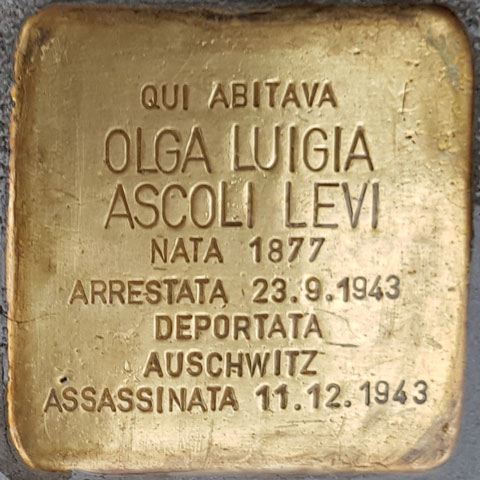 QUI ABITAVA
OLGA LUIGIA
ASCOLI LEVI
NATA 1877
ARRESTATA 23.9.1943
DEPORTATA
AUSCHWITZ
ASSASSINATA 11.12.1943